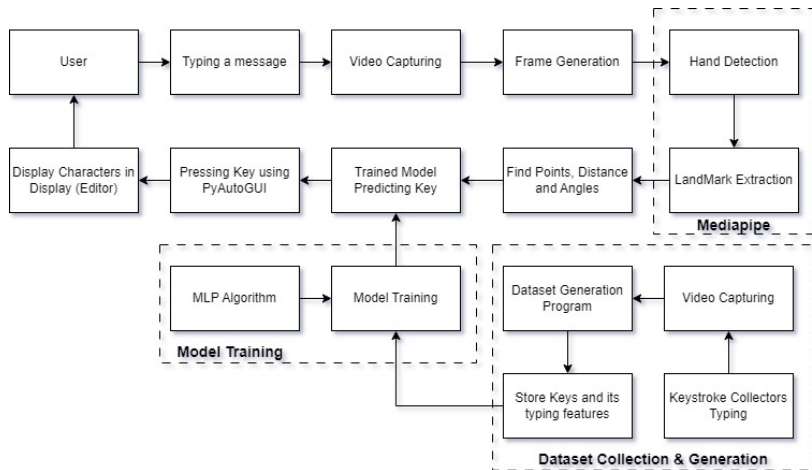 User
Typing a message
Video Capturing
Frame Generation
Hand Detection
Display Characters in
Display (Editor)
Pressing Key using
PyAutoGUI
Trained Model
Predicting Key
Find Points, Distance
and Angles
LandMark Extraction
Mediapipe
MLP Algorithm
Model Training
Model Training
Dataset Generation
Program
Video Capturing
Store Keys and its
typing features
Keystroke Collectors
Typing
Dataset Collection & Generation